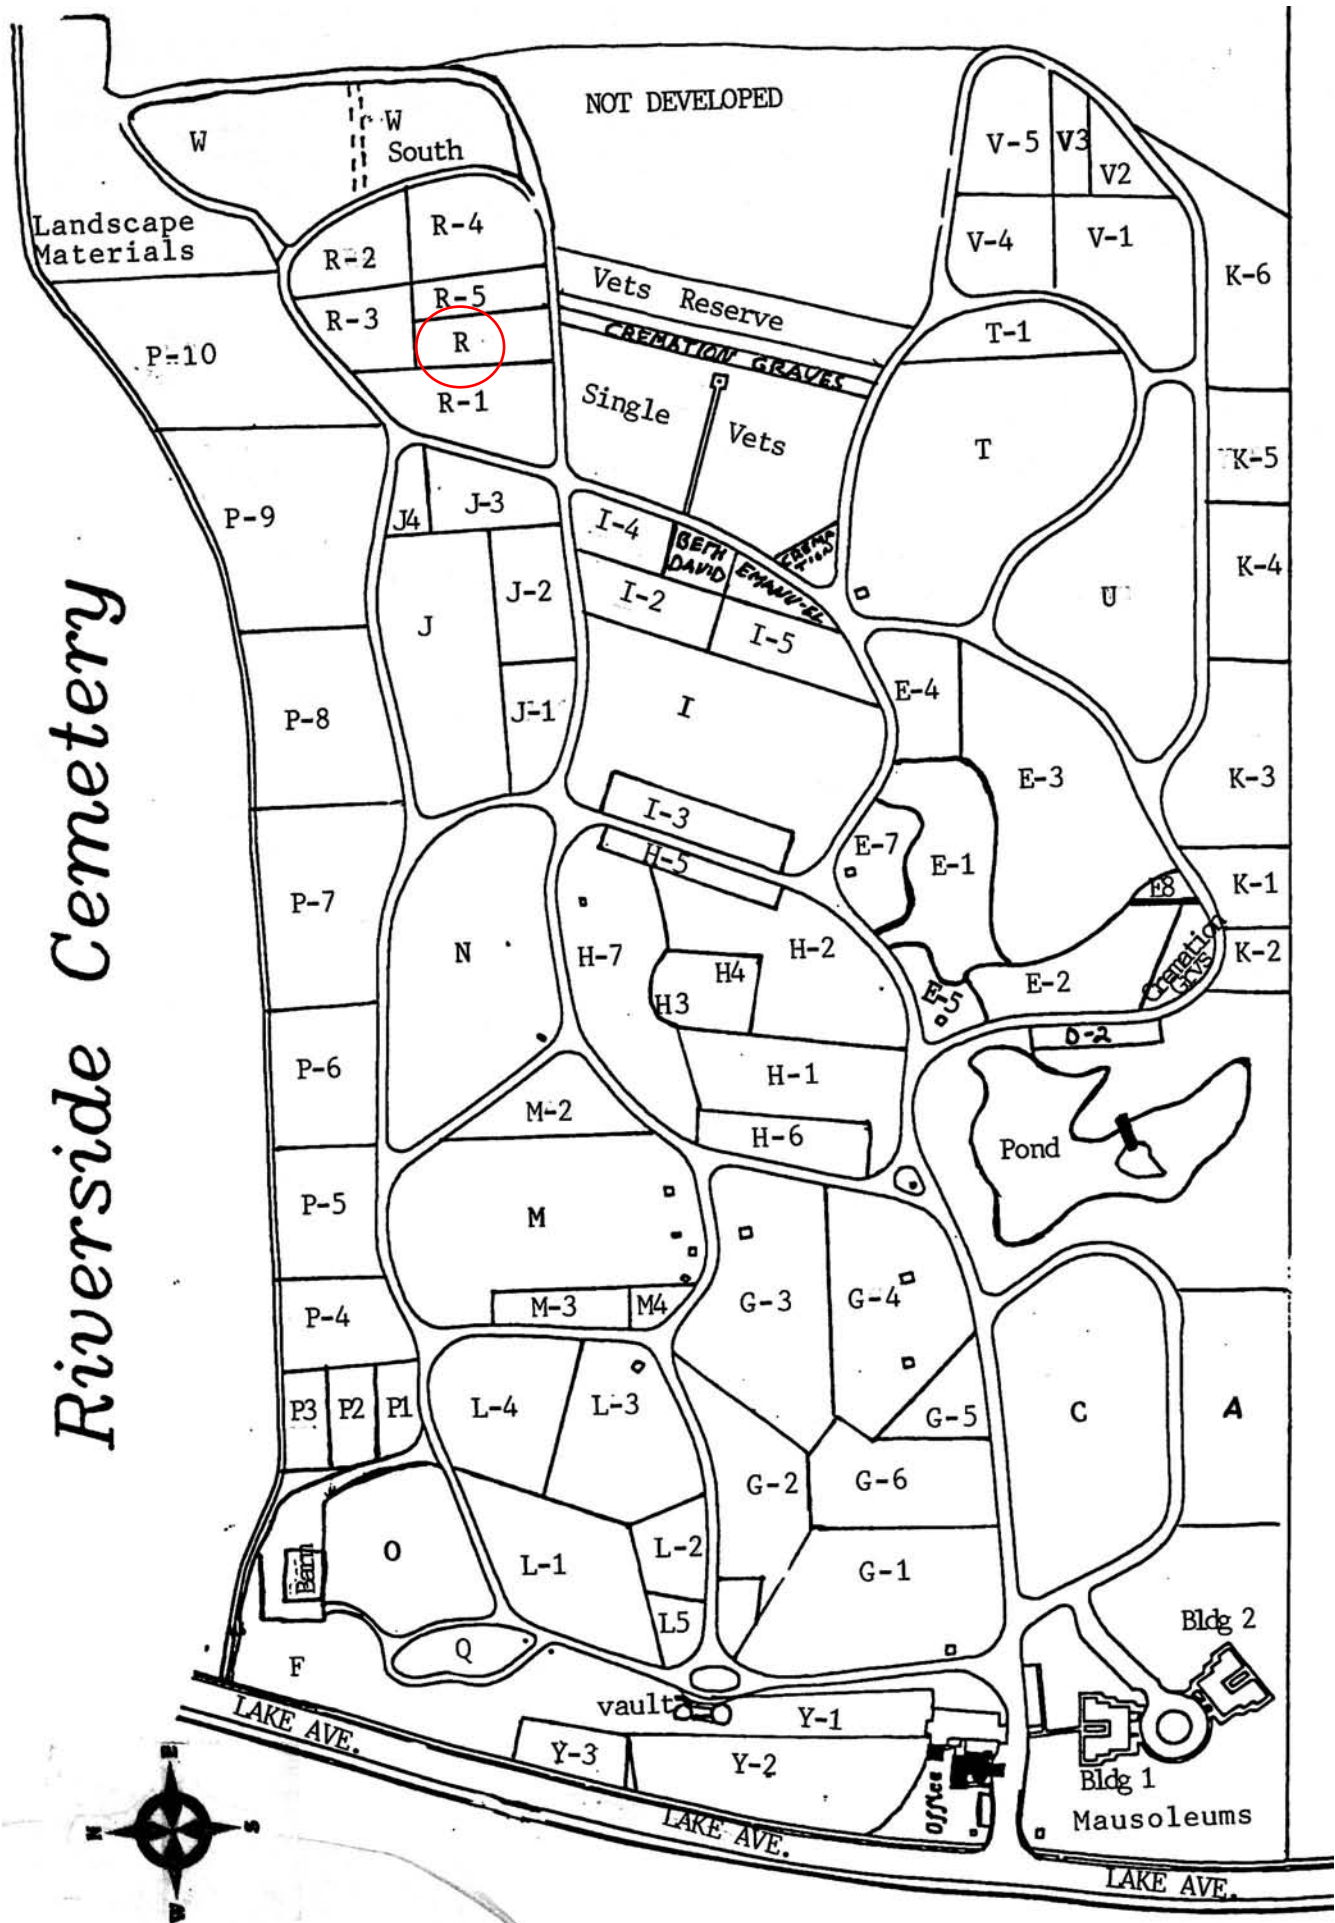 NOT DEVELOPED
W
W
South
V-5
V3
V2
Landscape
Materials
R-2
R-4
V-4
V-1
K-6
R-3
R-5
R
Vets Reserve
CREMATION GRAVES
T-1
P-10
R-1
Single
Vets
T
K-5
P-9
J4
J-3
I-4
BETH
DAVID
EMANU-EL
CREMA
TION
K-4
J
J-2
I-2
I-5
U
Riverside Cemetery
P-8
J-1
I
E-4
E-3
K-3
I-3
H-5
E-7
E-1
E8
K-1
P-7
N
H-7
H-2
H4
H3
E-5
E-2
Cremation
Grvs
K-2
D-2
P-6
H-1
M-2
H-6
Pond
P-5
M
P-4
M-3
M4
G-3
G-4
P3
P2
P1
L-4
L-3
G-5
C
A
G-2
G-6
Barn
O
L-1
L-2
G-1
L5
Bldg 2
F
Q
vault
Y-1
LAKE AVE.
Y-3
Y-2
Office
Bldg 1
Mausoleums
LAKE AVE.
LAKE AVE.
E
N
S
W